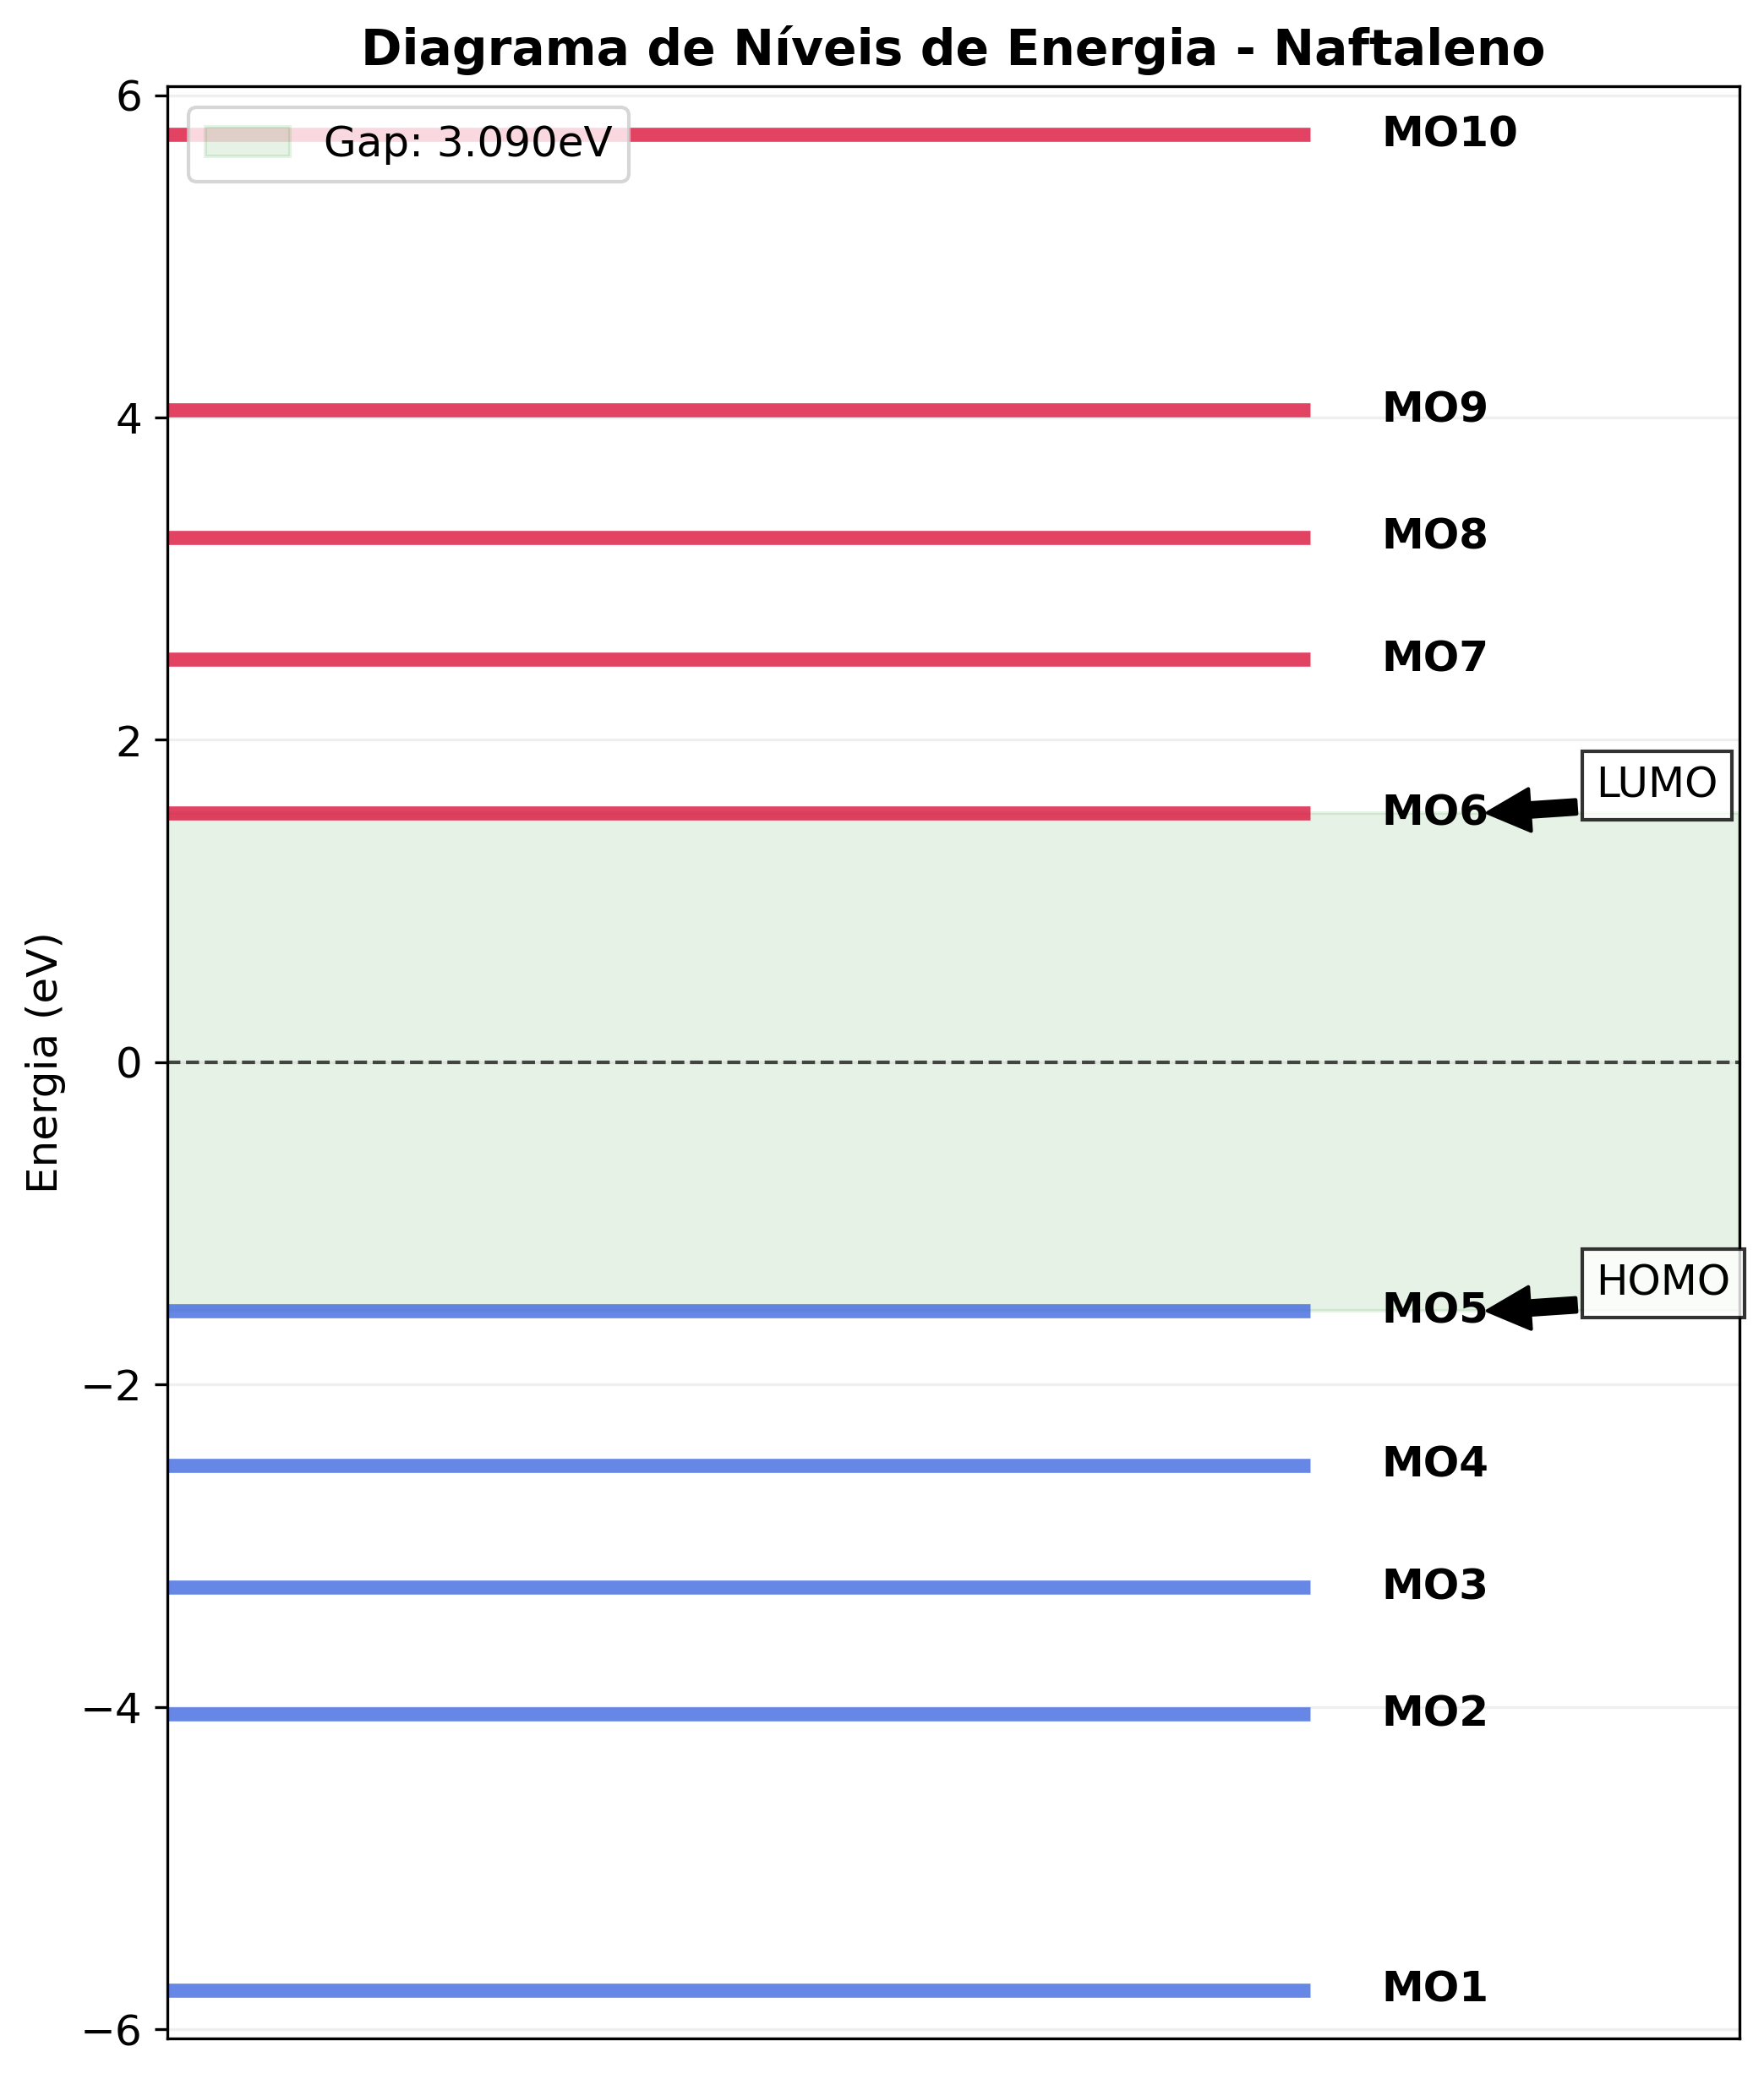 Diagrama de Níveis de Energia - Naftaleno
Gap: 3.090eV
Energia (eV)
6
4
2
0
−2
−4
−6
MO10
MO9
MO8
MO7
MO6
LUMO
MO5
HOMO
MO4
MO3
MO2
MO1